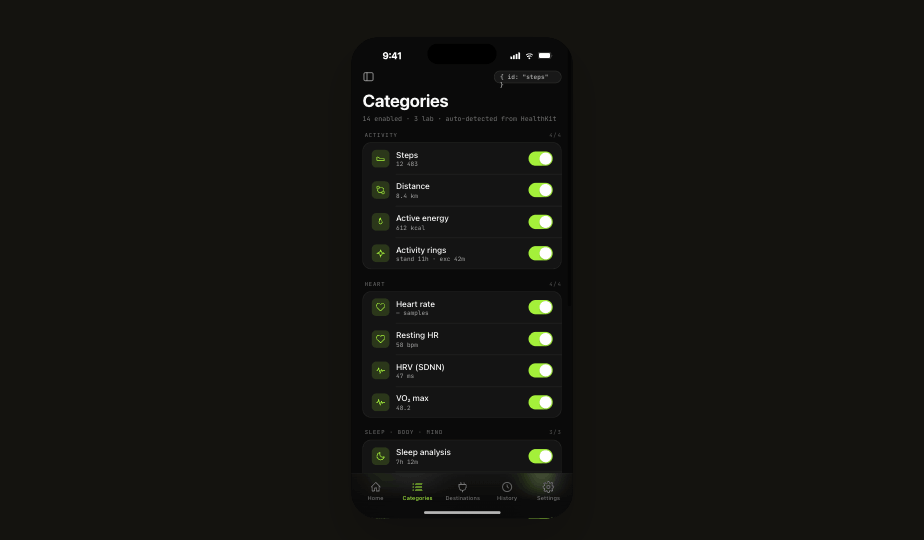 9:41
{ id: "steps"
}
Categories
14 enabled · 3 lab · auto-detected from HealthKit
ACTIVITY 4/4
Steps
12 483
Distance
8.4 km
Active energy
612 kcal
Activity rings
stand 11h · exc 42m
HEART 4/4
Heart rate
— samples
Resting HR
58 bpm
HRV (SDNN)
47 ms
VO₂ max
48.2
SLEEP · BODY · MIND 3/3
Sleep analysis
7h 12m
Home Categories Destinations History Settings